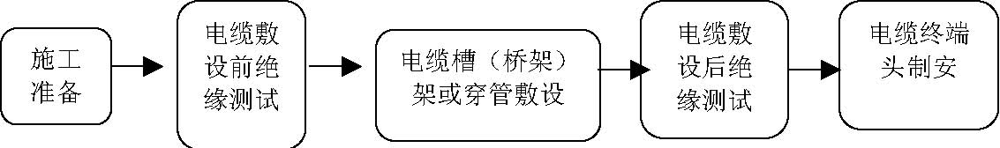 施工
准备
电缆敷
设前绝
缘测试
电缆槽（桥架）
架或穿管敷设
电缆敷
设后绝
缘测试
电缆终端
头制安